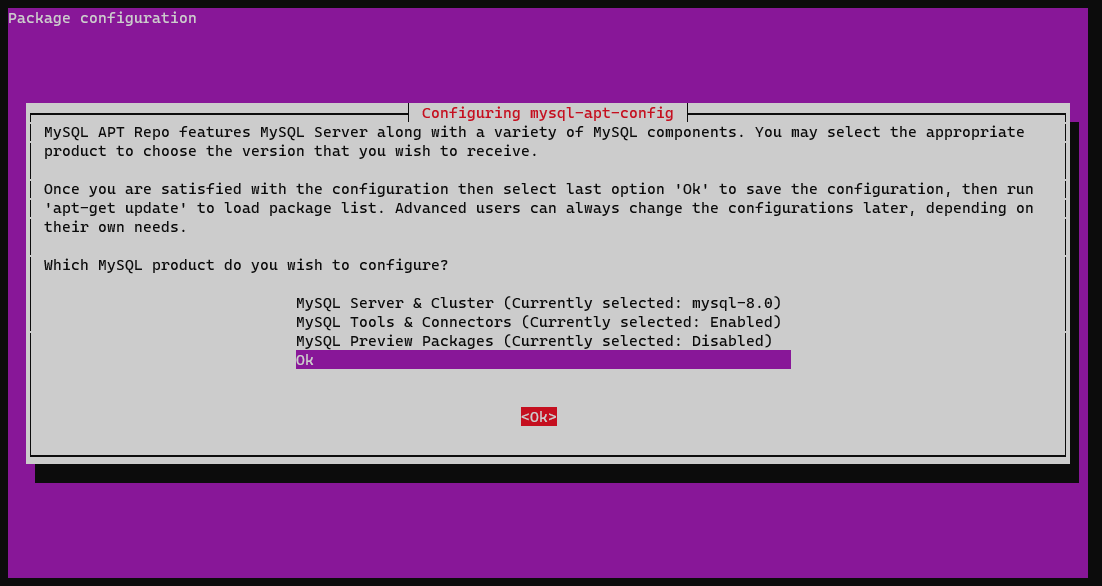 Package configuration
Configuring mysql-apt-config
MySQL APT Repo features MySQL Server along with a variety of MySQL components. You may select the appropriate
product to choose the version that you wish to receive.
Once you are satisfied with the configuration then select last option 'Ok' to save the configuration, then run
'apt-get update' to load package list. Advanced users can always change the configurations later, depending on
their own needs.
Which MySQL product do you wish to configure?
MySQL Server & Cluster (Currently selected: mysql-8.0)
MySQL Tools & Connectors (Currently selected: Enabled)
MySQL Preview Packages (Currently selected: Disabled)
Ok
<Ok>